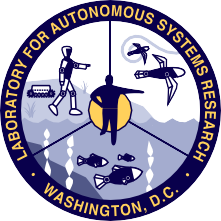 LABORATORY FOR AUTONOMOUS SYSTEMS RESEARCH
• WASHINGTON, D.C. •